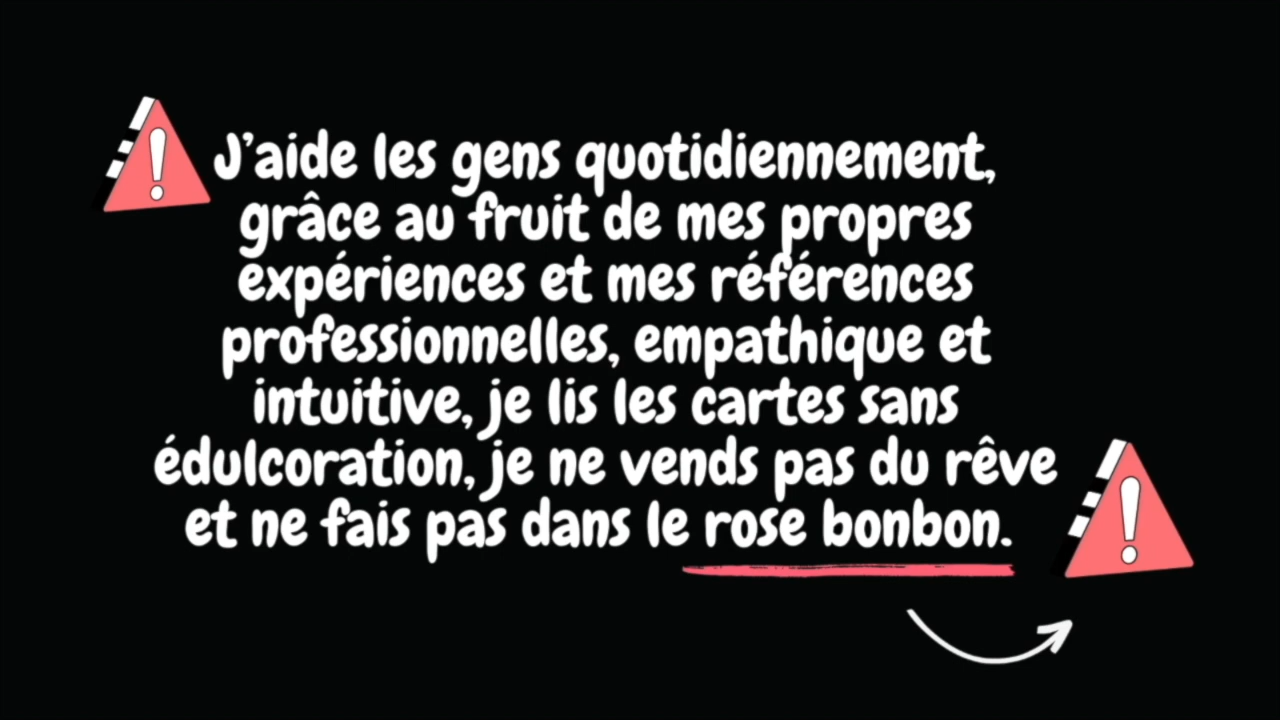 J'aide les gens quotidiennement,
grâce au fruit de mes propres
expériences et mes références
professionnelles, empathique et
intuitive, je lis les cartes sans
édulcoration, je ne vends pas du rêve
et ne fais pas dans le rose bonbon.